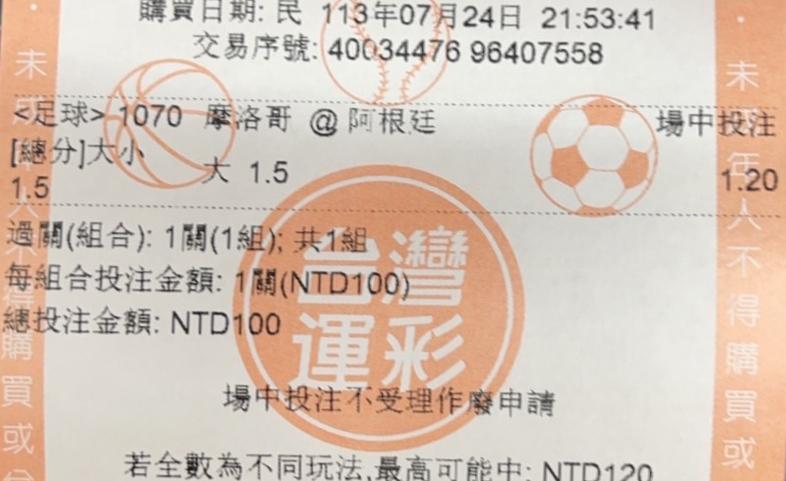 購買日期: 民 113年07月24日 21:53:41
交易序號: 40034476 96407558
<足球> 1070 摩洛哥 @ 阿根廷 場中投注
[總分]大小
1.5 大 1.5 1.20
過關(組合): 1關(1組); 共1組
每組合投注金額: 1關(NTD100)
總投注金額: NTD100
場中投注不受理作廢申請
若全數為不同玩法,最高可能中: NTD120
台灣
運彩
未 年人不得購買或
未 年人不得購買或